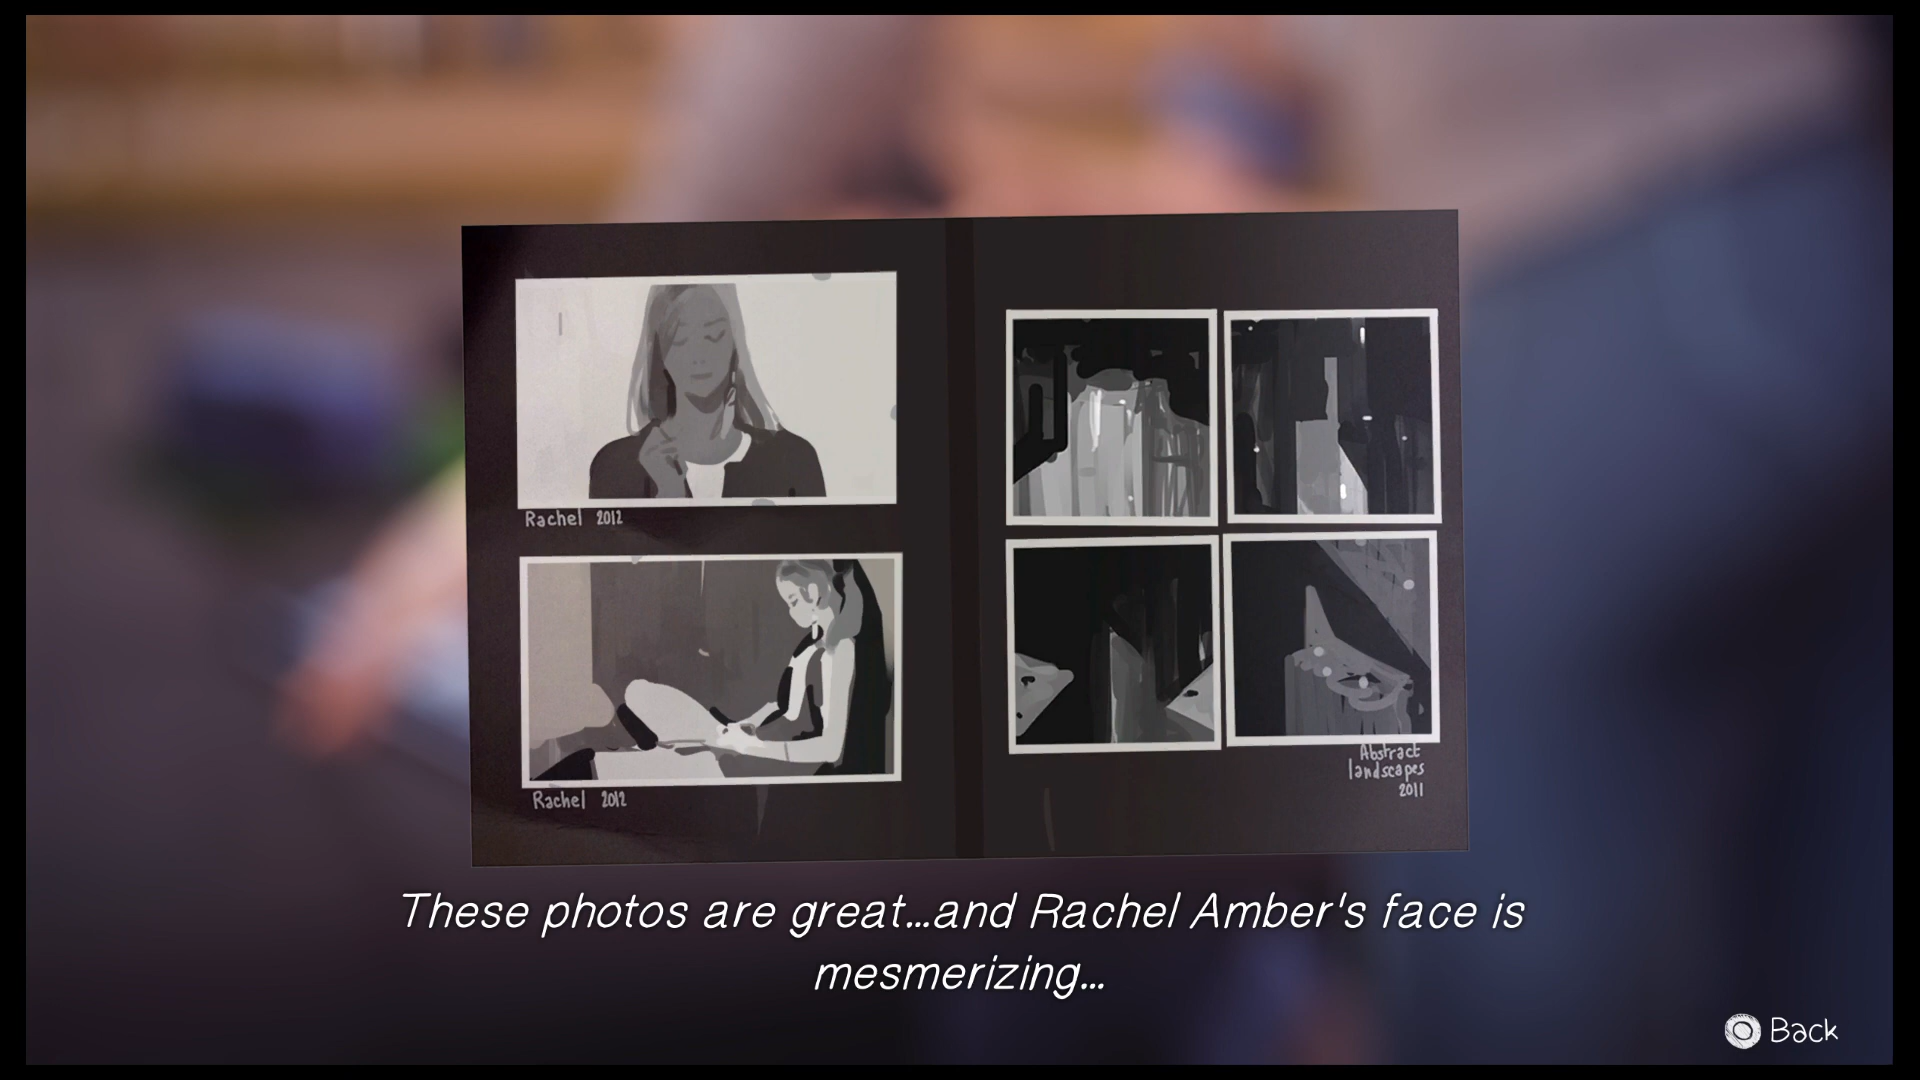 Rachel 2012
Rachel 2012
Abstract
landscapes
2011
These photos are great...and Rachel Amber's face is
mesmerizing...
Back